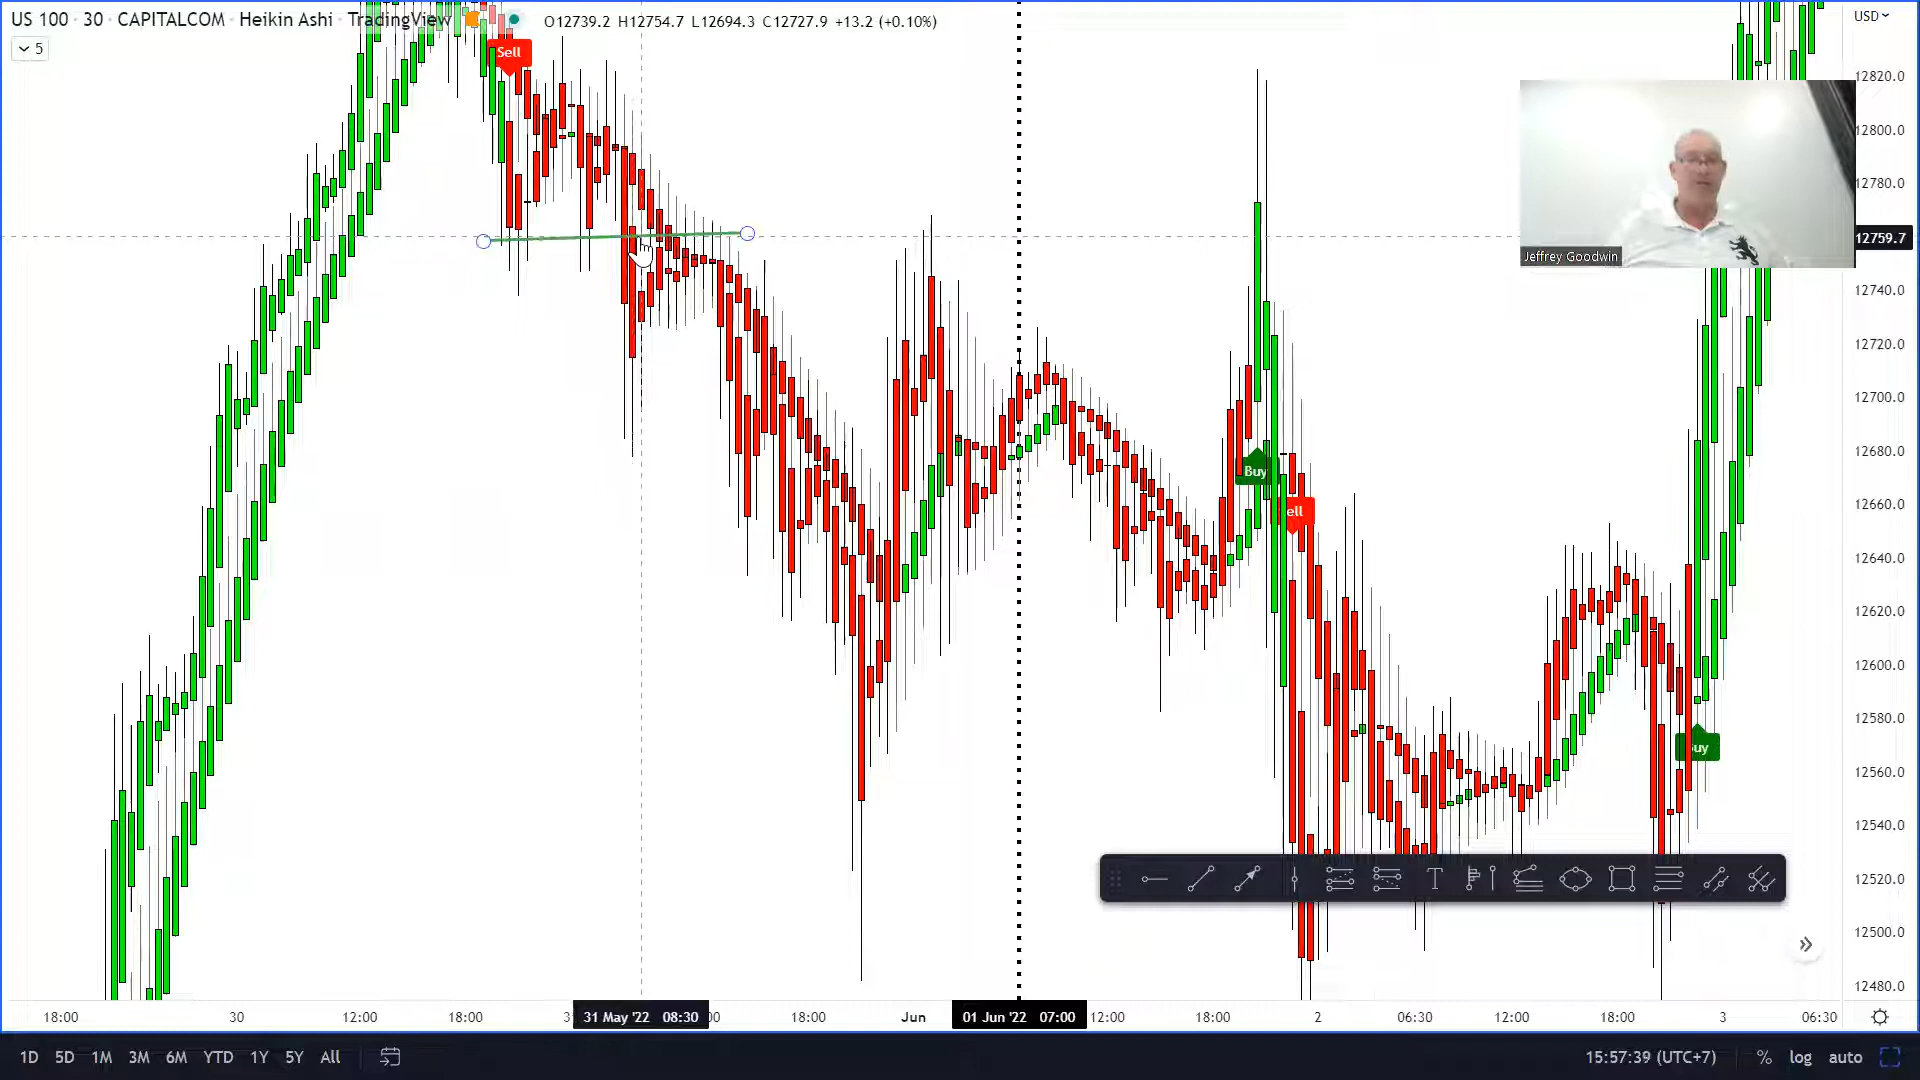 US 100 · 30 · CAPITALCOM · Heikin Ashi · TradingView
O12739.2 H12754.7 L12694.3 C12727.9 +13.2 (+0.10%)
USD
5
Sell
12820.0
12800.0
12780.0
12759.7
Jeffrey Goodwin
12740.0
12720.0
12700.0
12680.0
Buy
12660.0
ell
12640.0
12620.0
12600.0
12580.0
uy
12560.0
12540.0
12520.0
T
12500.0
12480.0
18:00 30 12:00 18:00 31 May '22 08:30 18:00 Jun 01 Jun '22 07:00 12:00 18:00 2 06:30 12:00 18:00 3 06:30
1D 5D 1M 3M 6M YTD 1Y 5Y All
15:57:39 (UTC+7) % log auto